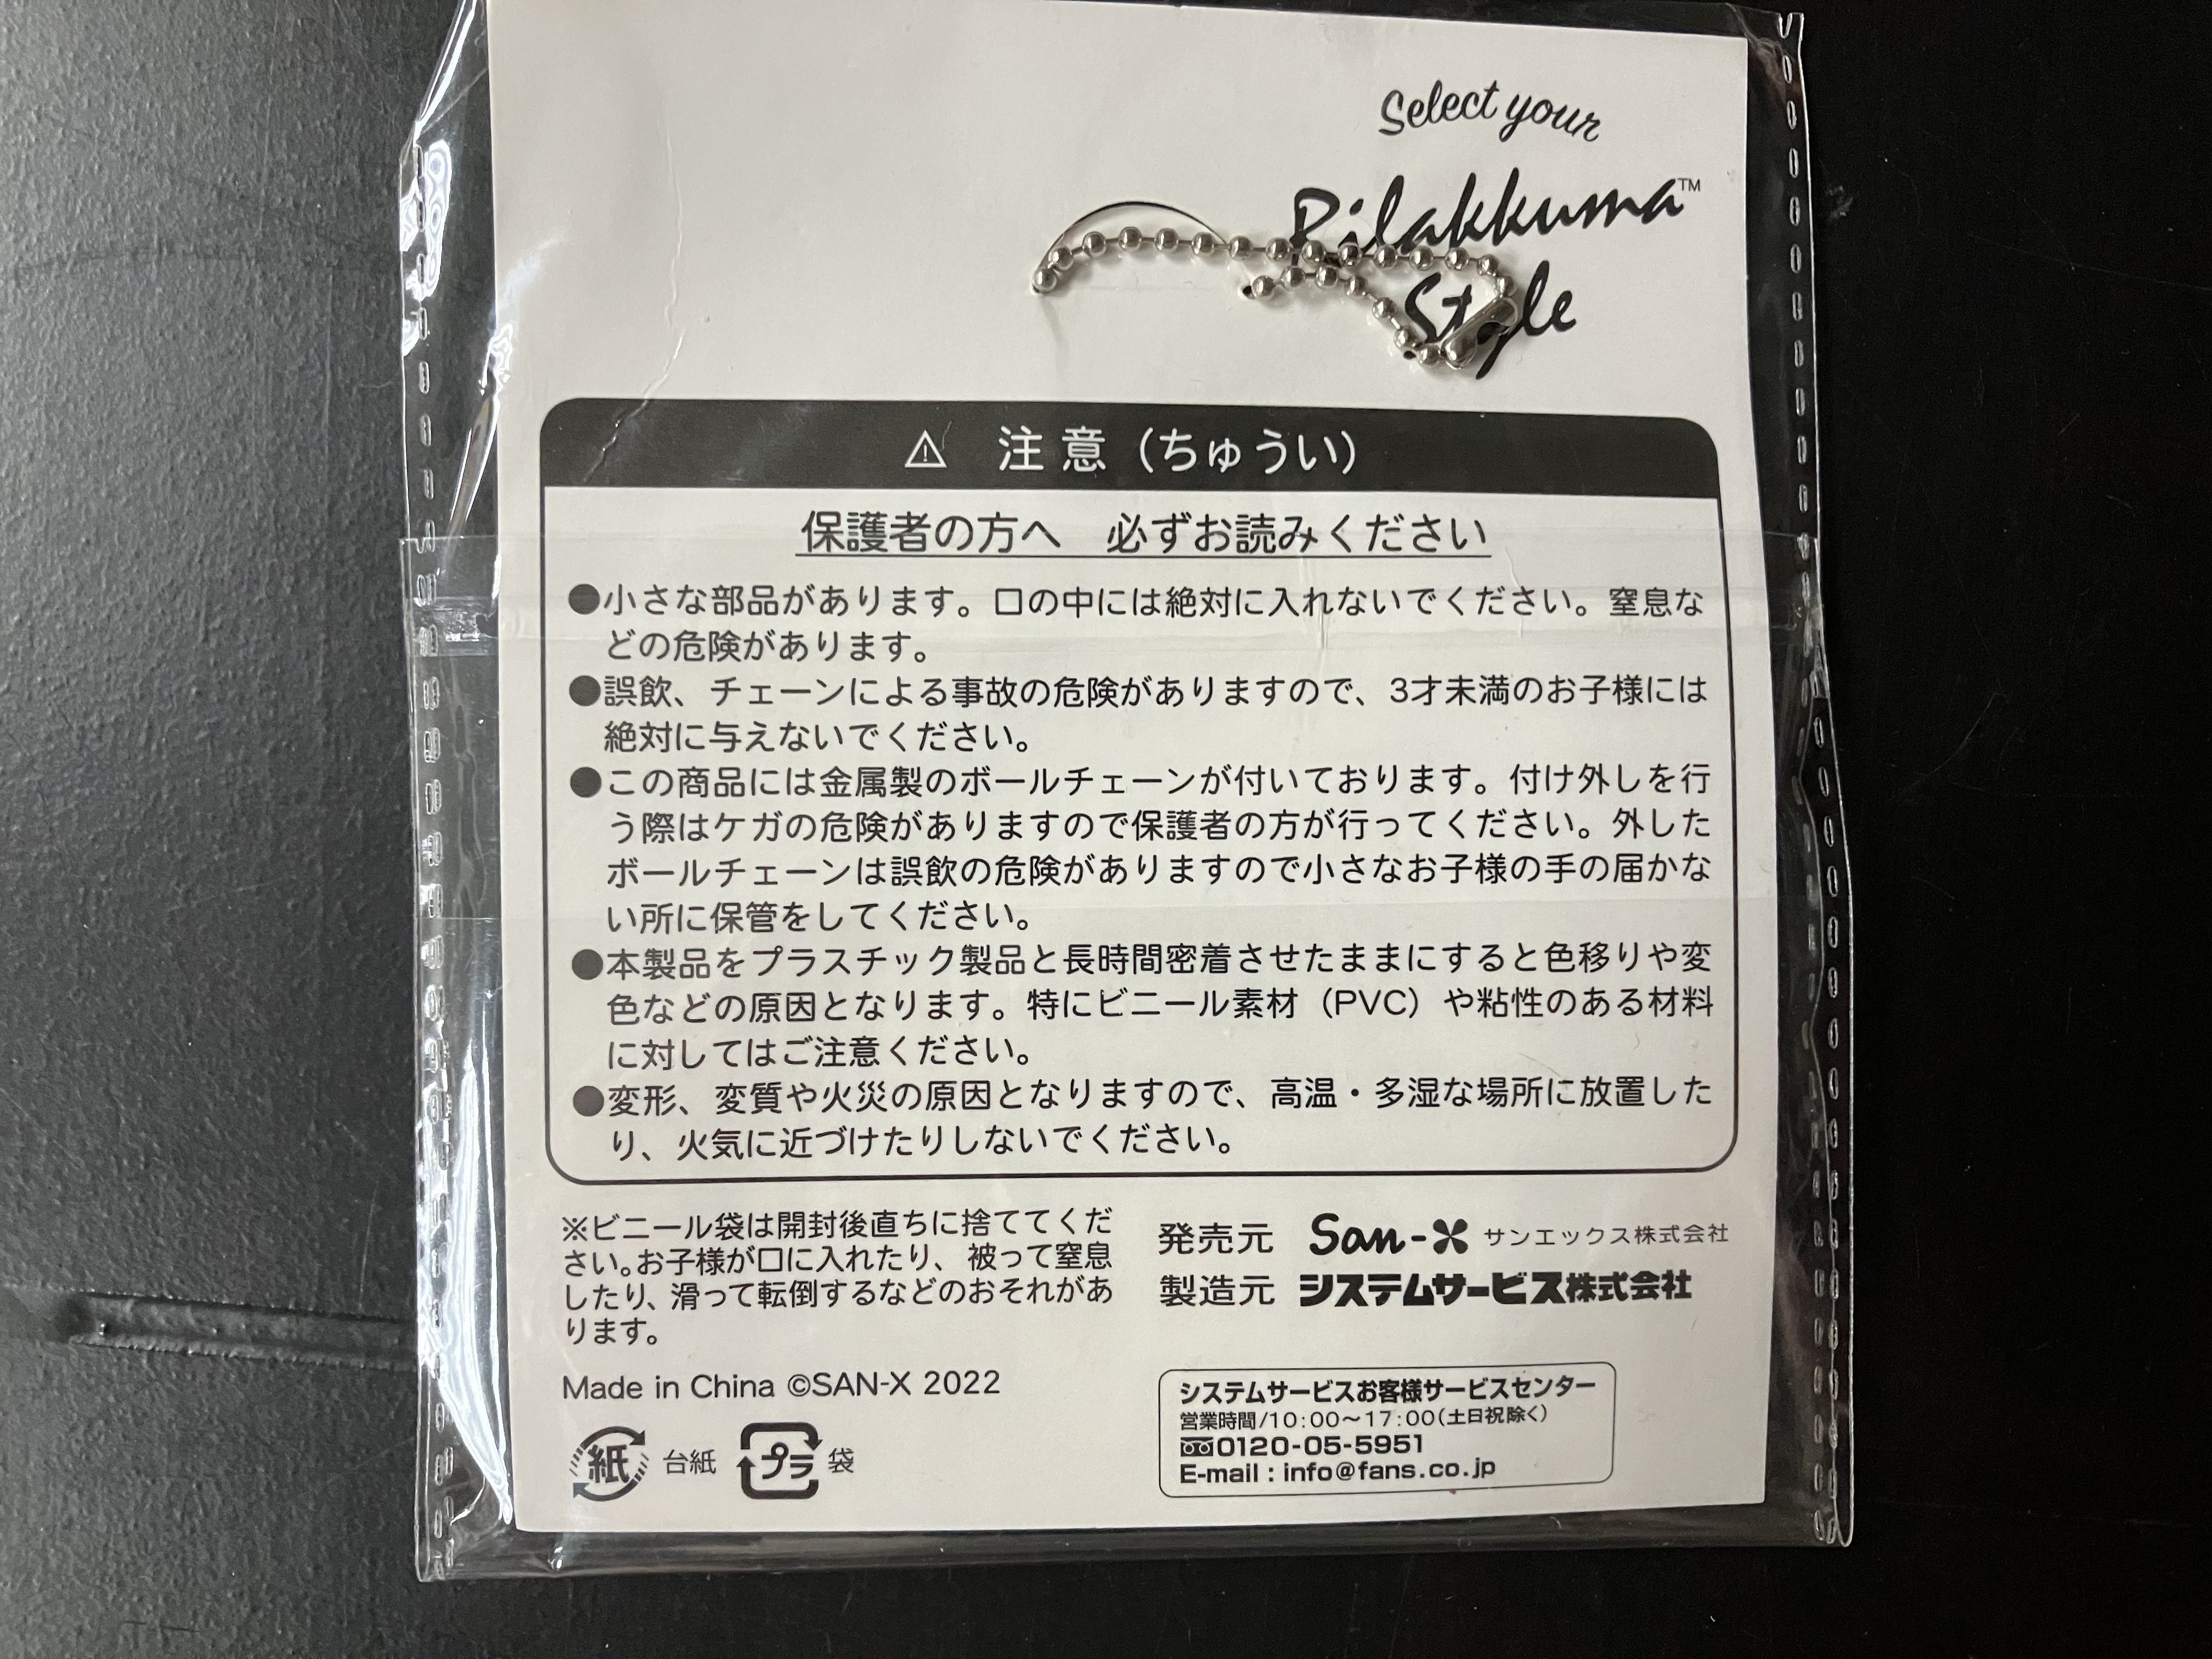 Select your
Rilakkuma™
Style
⚠ 注意（ちゅうい）
保護者の方へ 必ずお読みください
●小さな部品があります。口の中には絶対に入れないでください。窒息な
どの危険があります。
●誤飲、チェーンによる事故の危険がありますので、3才未満のお子様には
絶対に与えないでください。
●この商品には金属製のボールチェーンが付いております。付け外しを行
う際はケガの危険がありますので保護者の方が行ってください。外した
ボールチェーンは誤飲の危険がありますので小さなお子様の手の届かな
い所に保管をしてください。
●本製品をプラスチック製品と長時間密着させたままにすると色移りや変
色などの原因となります。特にビニール素材（PVC）や粘性のある材料
に対してはご注意ください。
●変形、変質や火災の原因となりますので、高温・多湿な場所に放置した
り、火気に近づけたりしないでください。
※ビニール袋は開封後直ちに捨ててくだ
さい。お子様が口に入れたり、被って窒息
したり、滑って転倒するなどのおそれがあ
ります。
発売元 San-X サンエックス株式会社
製造元 システムサービス株式会社
Made in China ©SAN-X 2022
紙 台紙 プラ 袋
システムサービスお客様サービスセンター
営業時間/10:00～17:00(土日祝除く)
0120-05-5951
E-mail : info@fans.co.jp